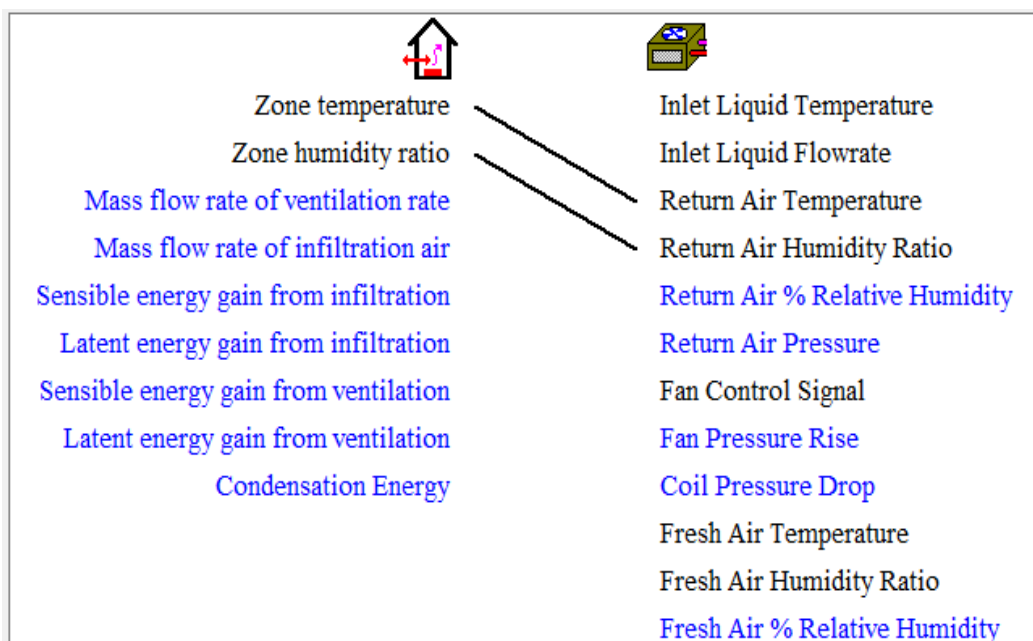 Zone temperature
Zone humidity ratio
Mass flow rate of ventilation rate
Mass flow rate of infiltration air
Sensible energy gain from infiltration
Latent energy gain from infiltration
Sensible energy gain from ventilation
Latent energy gain from ventilation
Condensation Energy
Inlet Liquid Temperature
Inlet Liquid Flowrate
Return Air Temperature
Return Air Humidity Ratio
Return Air % Relative Humidity
Return Air Pressure
Fan Control Signal
Fan Pressure Rise
Coil Pressure Drop
Fresh Air Temperature
Fresh Air Humidity Ratio
Fresh Air % Relative Humidity